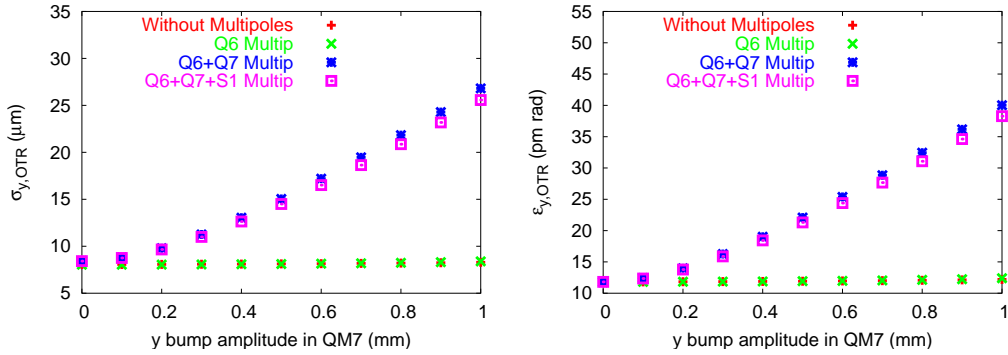 Without Multipoles
Q6 Multip
Q6+Q7 Multip
Q6+Q7+S1 Multip
σy,OTR (μm)
35
30
25
20
15
10
5
0 0.2 0.4 0.6 0.8 1
y bump amplitude in QM7 (mm)
Without Multipoles
Q6 Multip
Q6+Q7 Multip
Q6+Q7+S1 Multip
εy,OTR (pm rad)
55
50
45
40
35
30
25
20
15
10
0 0.2 0.4 0.6 0.8 1
y bump amplitude in QM7 (mm)